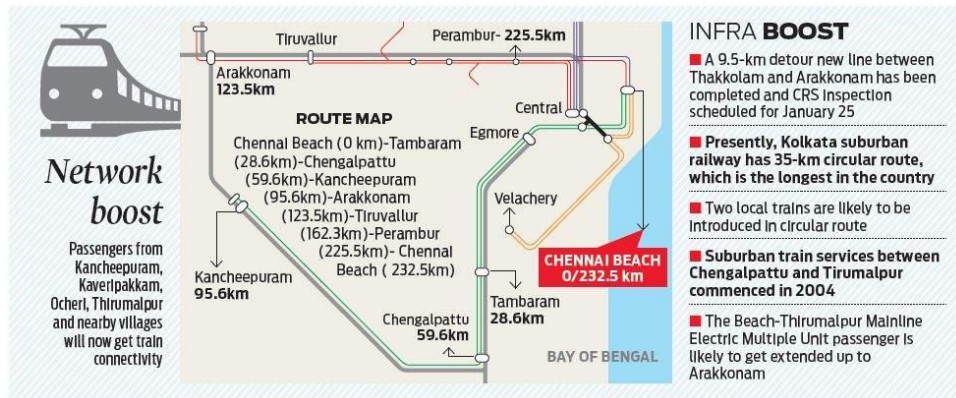 Network
boost
Passengers from
Kancheepuram,
Kaveripakkam,
Ocheri, Thirumalpur
and nearby villages
will now get train
connectivity
Tiruvallur
Perambur- 225.5km
Arakkonam
123.5km
Central
Egmore
ROUTE MAP
Chennai Beach (0 km)-Tambaram
(28.6km)-Chengalpattu
(59.6km)-Kancheepuram
(95.6km)-Arakkonam
(123.5km)-Tiruvallur
(162.3km)-Perambur
(225.5km)- Chennai
Beach ( 232.5km)
Velachery
CHENNAI BEACH
0/232.5 km
Kancheepuram
95.6km
Tambaram
28.6km
Chengalpattu
59.6km
BAY OF BENGAL
INFRA BOOST
A 9.5-km detour new line between
Thakkolam and Arakkonam has been
completed and CRS inspection
scheduled for January 25
Presently, Kolkata suburban
railway has 35-km circular route,
which is the longest in the country
Two local trains are likely to be
introduced in circular route
Suburban train services between
Chengalpattu and Tirumalpur
commenced in 2004
The Beach-Thirumalpur Mainline
Electric Multiple Unit passenger is
likely to get extended up to
Arakkonam